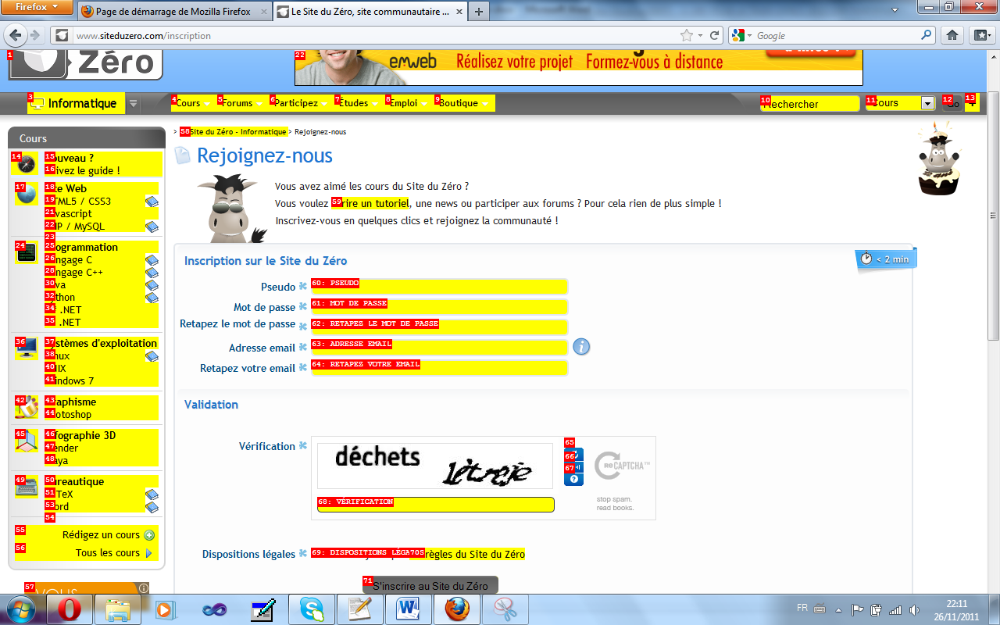 Firefox
Page de démarrage de Mozilla Firefox
Le Site du Zéro, site communautaire ...
www.siteduzero.com/inscription
Google
1
Zéro
22
emweb
Réalisez votre projet Formez-vous à distance
3 Informatique
4 Cours
5 Forums
6 Participez
7 Études
8 Emploi
9 Boutique
10 Rechercher
11 Cours
12
13
Cours
14
15 ouveau ?
16 ivez le guide !
17
18 te Web
19 TML5 / CSS3
21 vascript
22 P / MySQL
23
24
25 ogrammation
26 ngage C
28 ngage C++
30 va
32 thon
34 .NET
35 .NET
36
37 stèmes d'exploitation
38 nux
40 IX
41 indows 7
42
43 aphisme
44 otoshop
45
46 fographie 3D
47 ender
48 aya
49
50 reautique
51 TeX
53 ord
54
55 Rédigez un cours
56 Tous les cours
57
> 58 Site du Zéro - Informatique > Rejoignez-nous
Rejoignez-nous
Vous avez aimé les cours du Site du Zéro ?
Vous voulez 59 rire un tutoriel, une news ou participer aux forums ? Pour cela rien de plus simple !
Inscrivez-vous en quelques clics et rejoignez la communauté !
Inscription sur le Site du Zéro
< 2 min
Pseudo 60: PSEUDO
Mot de passe 61: MOT DE PASSE
Retapez le mot de passe 62: RETAPEZ LE MOT DE PASSE
Adresse email 63: ADRESSE EMAIL
Retapez votre email 64: RETAPEZ VOTRE EMAIL
Validation
Vérification
déchets
65
66
67
reCAPTCHA™
stop spam.
read books.
68: VÉRIFICATION
Dispositions légales 69: DISPOSITIONS LÉGA70S règles du Site du Zéro
71 S'inscrire au Site du Zéro
FR
22:11
26/11/2011